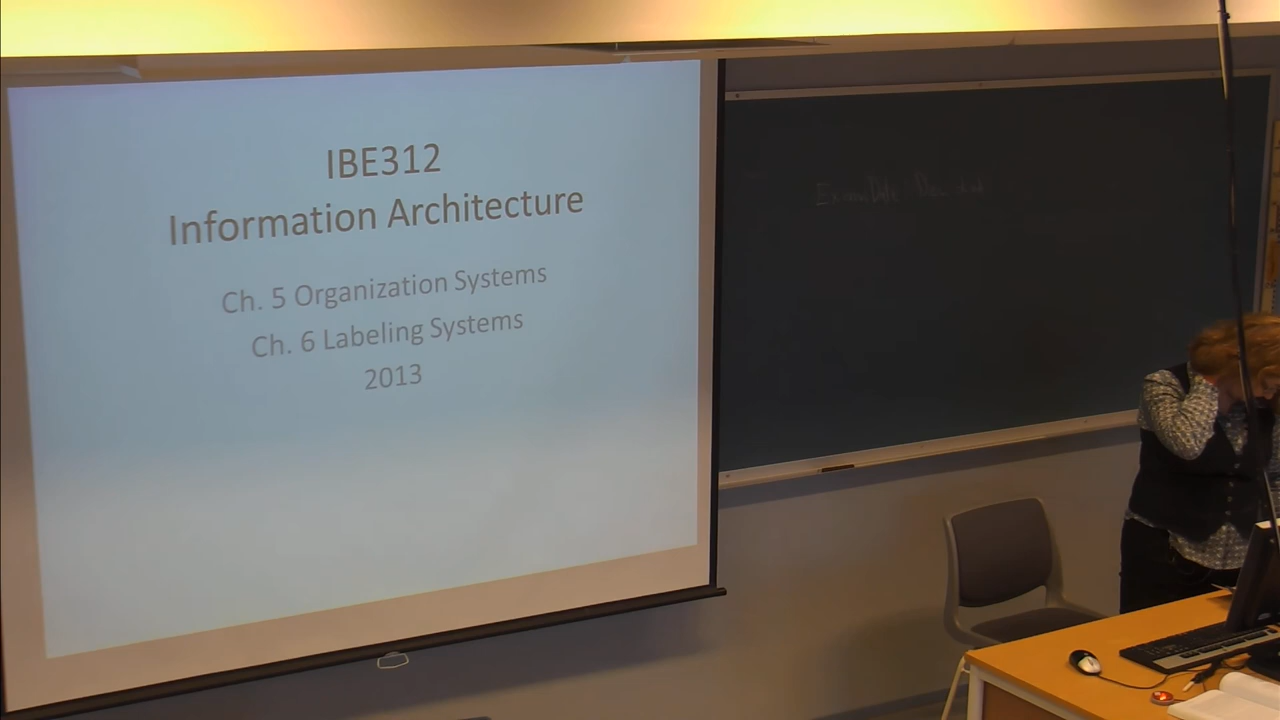 IBE312
Information Architecture
Ch. 5 Organization Systems
Ch. 6 Labeling Systems
2013